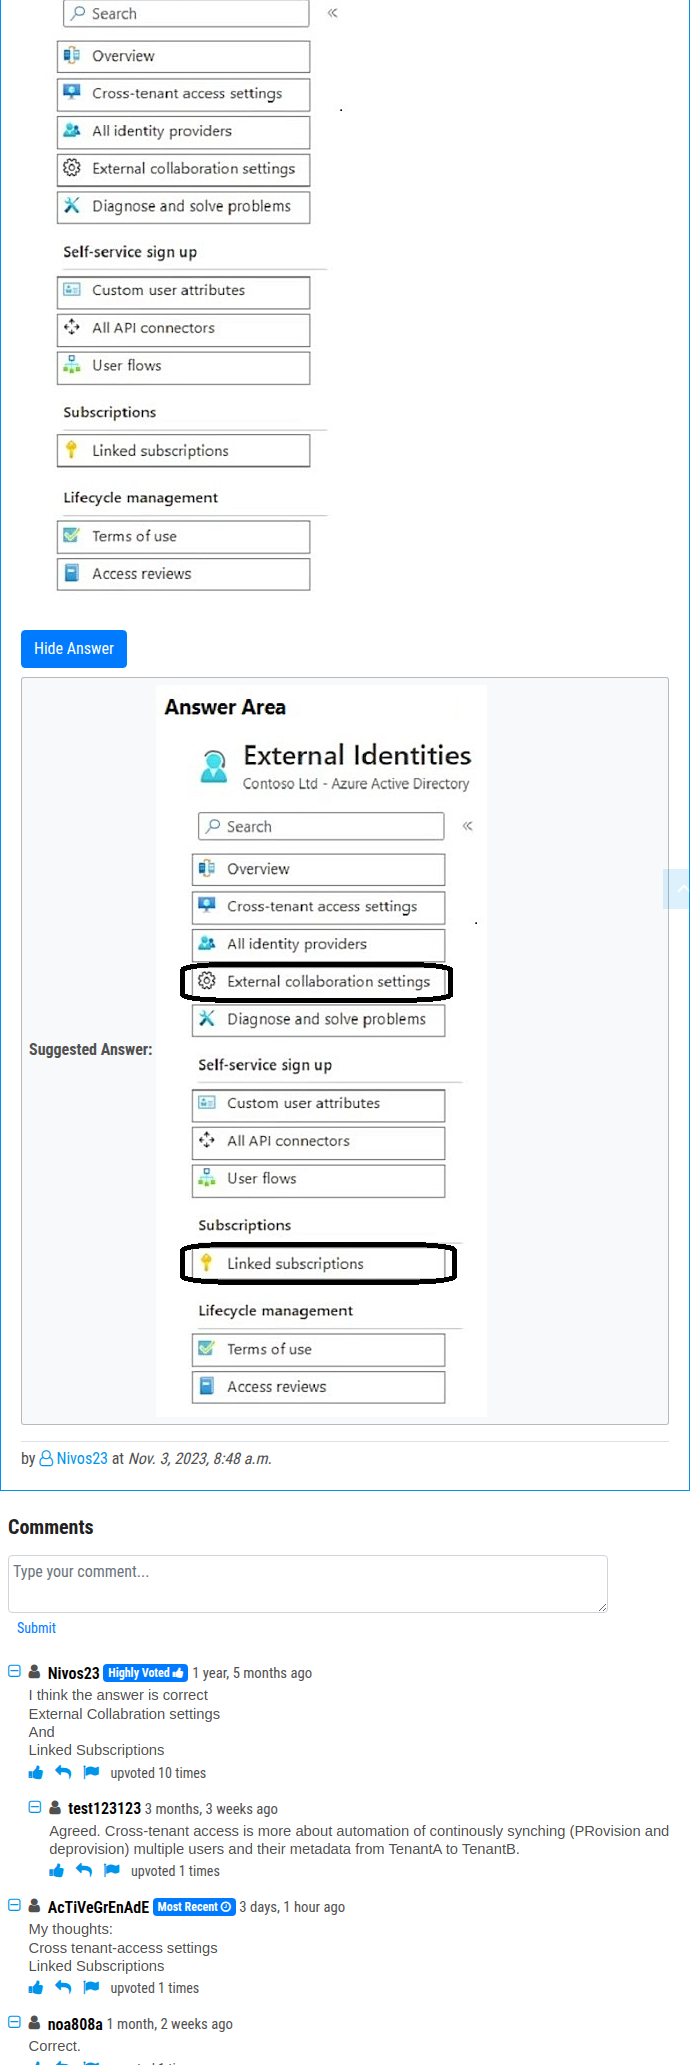 Search
Overview
Cross-tenant access settings
All identity providers
External collaboration settings
Diagnose and solve problems
Self-service sign up
Custom user attributes
All API connectors
User flows
Subscriptions
Linked subscriptions
Lifecycle management
Terms of use
Access reviews
Hide Answer
Suggested Answer:
Answer Area
External Identities
Contoso Ltd - Azure Active Directory
Search
Overview
Cross-tenant access settings
All identity providers
External collaboration settings
Diagnose and solve problems
Self-service sign up
Custom user attributes
All API connectors
User flows
Subscriptions
Linked subscriptions
Lifecycle management
Terms of use
Access reviews
by Nivos23 at Nov. 3, 2023, 8:48 a.m.
Comments
Type your comment...
Submit
Nivos23 Highly Voted 1 year, 5 months ago
I think the answer is correct
External Collabration settings
And
Linked Subscriptions
upvoted 10 times
test123123 3 months, 3 weeks ago
Agreed. Cross-tenant access is more about automation of continously synching (PRovision and
deprovision) multiple users and their metadata from TenantA to TenantB.
upvoted 1 times
AcTiVeGrEnAdE Most Recent 3 days, 1 hour ago
My thoughts:
Cross tenant-access settings
Linked Subscriptions
upvoted 1 times
noa808a 1 month, 2 weeks ago
Correct.